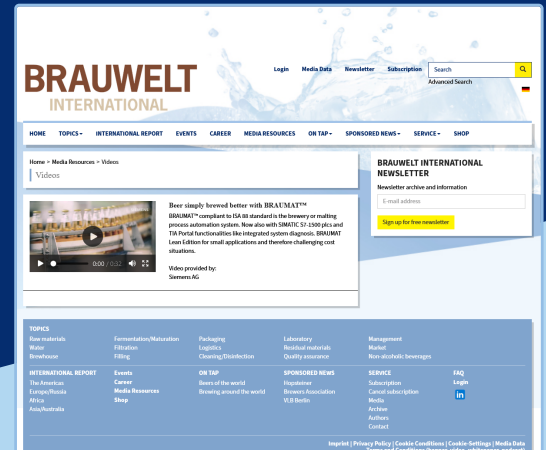 BRAUWELT
INTERNATIONAL
Login Media Data Newsletter Subscription Search
Advanced Search
HOME TOPICS INTERNATIONAL REPORT EVENTS CAREER MEDIA RESOURCES ON TAP SPONSORED NEWS SERVICE SHOP
Home > Media Resources > Videos
Videos
BRAUWELT INTERNATIONAL
NEWSLETTER
Newsletter archive and information
E-mail address
Sign up for free newsletter
Beer simply brewed better with BRAUMAT™
BRAUMAT™ compliant to ISA 88 standard is the brewery or malting
process automation system. Now also with SIMATIC S7-1500 plcs and
TIA Portal functionalities like integrated system diagnosis. BRAUMAT
Lean Edition for small applications and therefore challenging cost
situations.
0:00 / 0:52
Video provided by:
Siemens AG
TOPICS
Raw materials Fermentation/Maturation Packaging Laboratory Management
Water Filtration Logistics Residual materials Market
Brewhouse Filling Cleaning/Disinfection Quality assurance Non-alcoholic beverages
INTERNATIONAL REPORT Events ON TAP SPONSORED NEWS SERVICE FAQ
The Americas Career Beers of the world Hopsteiner Subscription Login
Europe/Russia Media Resources Brewing around the world Brewers Association Cancel subscription
Africa Shop VLB Berlin Media
Asia/Australia Archive
Authors
Contact
Imprint | Privacy Policy | Cookie Conditions | Cookie-Settings | Media Data